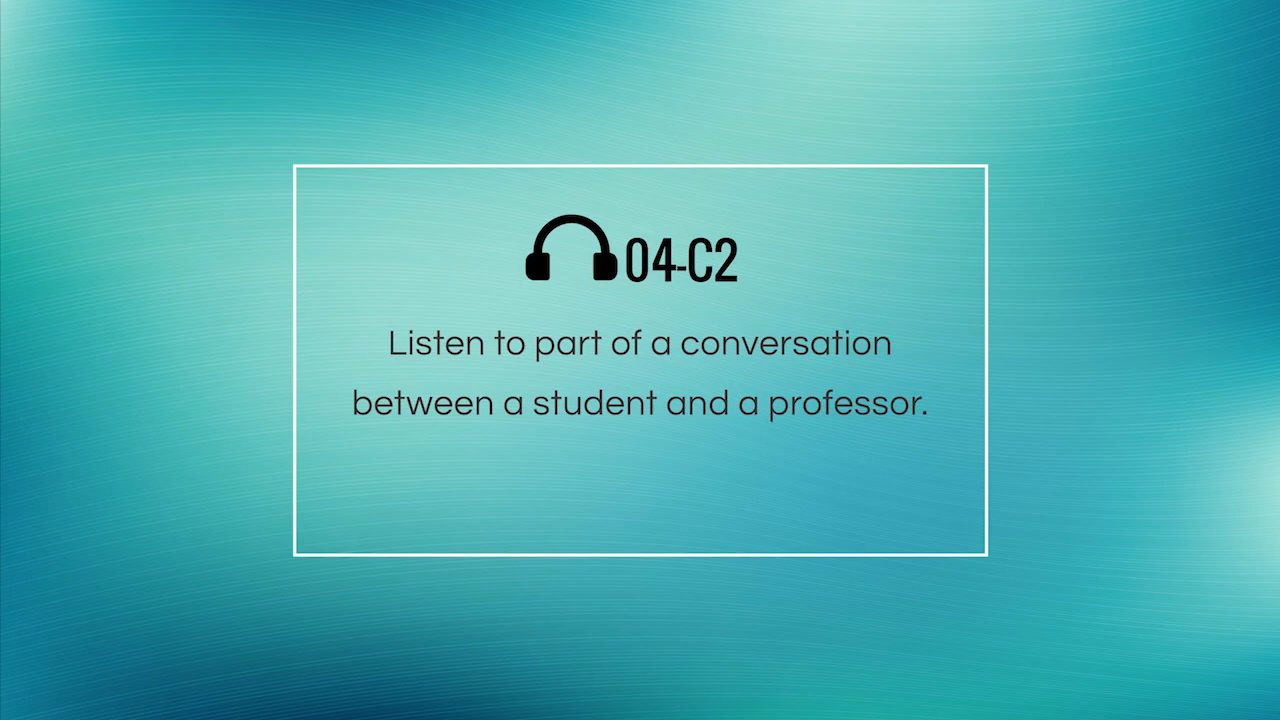 04-C2
Listen to part of a conversation
between a student and a professor.